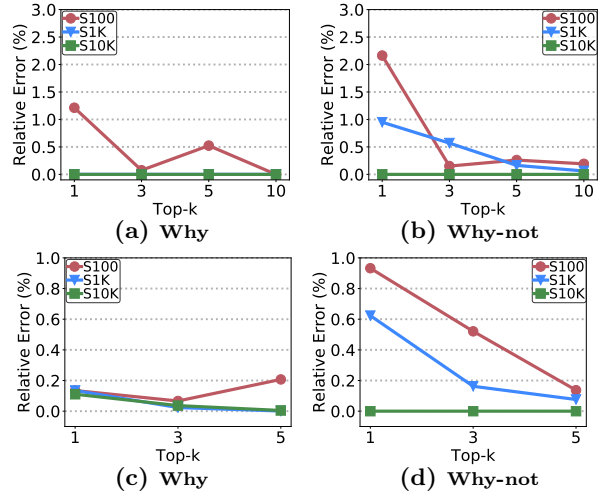 3.0
2.5
2.0
1.5
1.0
0.5
0.0
Relative Error (%)
S100
S1K
S10K
1 3 5 10
Top-k
(a) Why
3.0
2.5
2.0
1.5
1.0
0.5
0.0
Relative Error (%)
S100
S1K
S10K
1 3 5 10
Top-k
(b) Why-not
1.0
0.8
0.6
0.4
0.2
0.0
Relative Error (%)
S100
S1K
S10K
1 3 5
Top-k
(c) Why
1.0
0.8
0.6
0.4
0.2
0.0
Relative Error (%)
S100
S1K
S10K
1 3 5
Top-k
(d) Why-not